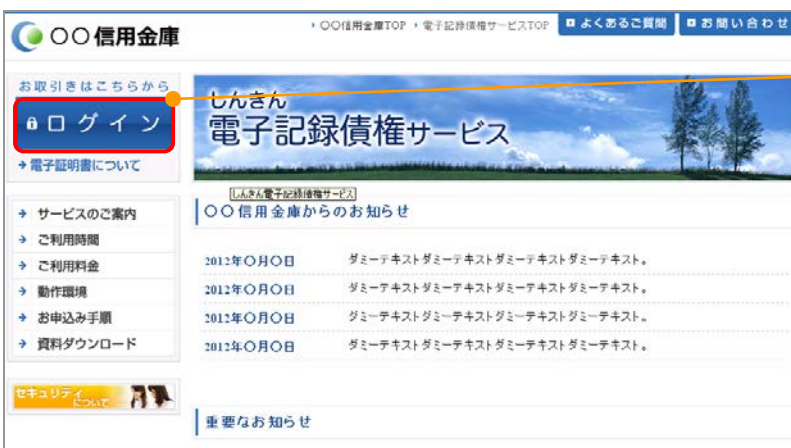 〇〇信用金庫
〇〇信用金庫TOP
電子記録債権サービスTOP
よくあるご質問
お問い合わせ
お取引きはこちらから
ログイン
電子証明書について
しんきん
電子記録債権サービス
しんきん電子記録債権サービス
サービスのご案内
ご利用時間
ご利用料金
動作環境
お申込み手順
資料ダウンロード
セキュリティ
について
〇〇信用金庫からのお知らせ
2012年〇月〇日 ダミーテキストダミーテキストダミーテキストダミーテキスト。
2012年〇月〇日 ダミーテキストダミーテキストダミーテキストダミーテキスト。
2012年〇月〇日 ダミーテキストダミーテキストダミーテキストダミーテキスト。
2012年〇月〇日 ダミーテキストダミーテキストダミーテキストダミーテキスト。
重要なお知らせ